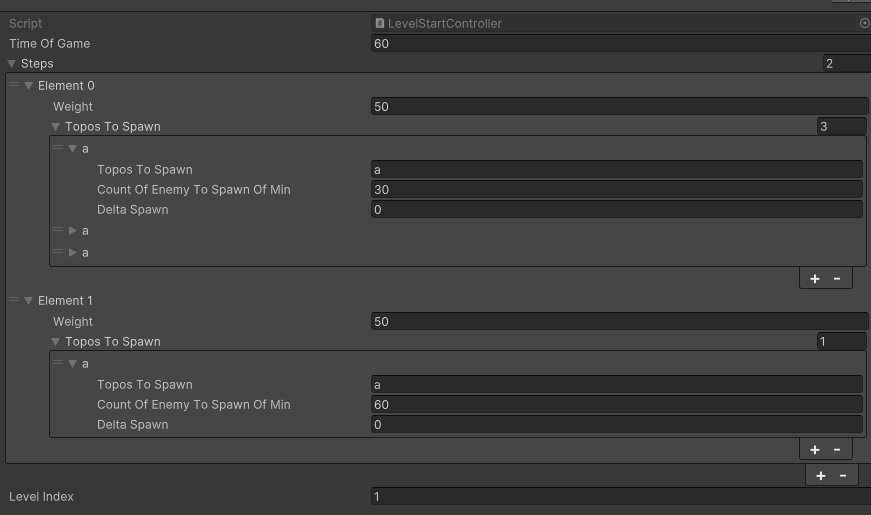 Script LevelStartController
Time Of Game 60
Steps 2
Element 0
Weight 50
Topos To Spawn 3
a
Topos To Spawn a
Count Of Enemy To Spawn Of Min 30
Delta Spawn 0
a
a
+ -
Element 1
Weight 50
Topos To Spawn 1
a
Topos To Spawn a
Count Of Enemy To Spawn Of Min 60
Delta Spawn 0
+ -
+ -
Level Index 1